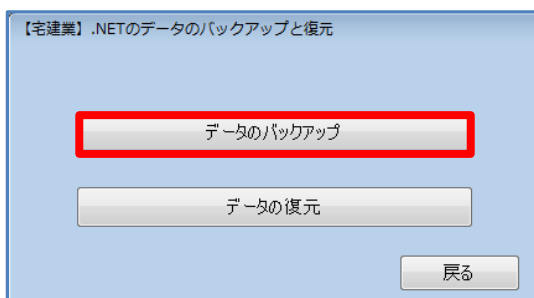 【宅建業】.NETのデータのバックアップと復元
データのバックアップ
データの復元
戻る